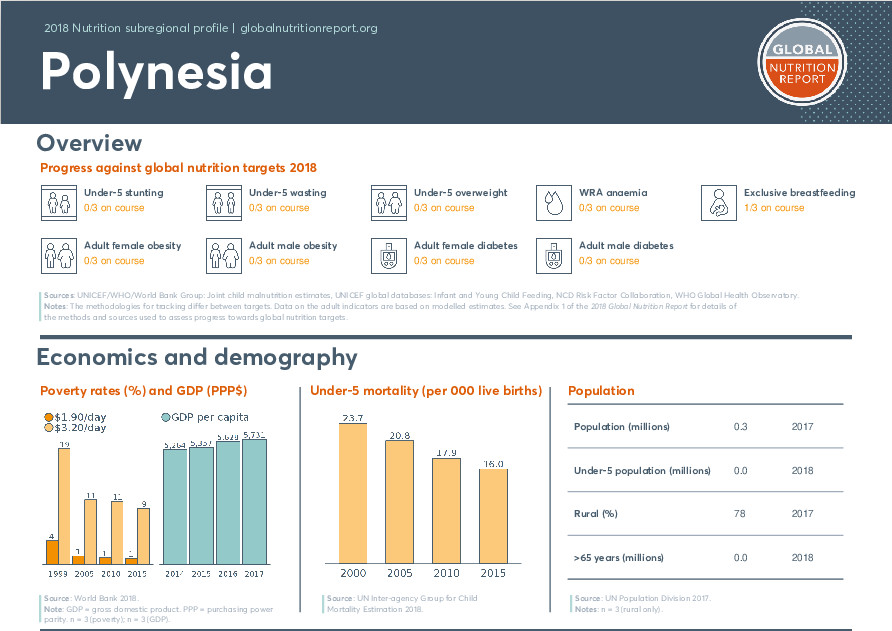 2018 Nutrition subregional profile | globalnutritionreport.org
Polynesia
GLOBAL
NUTRITION
REPORT
Overview
Progress against global nutrition targets 2018
Under-5 stunting
0/3 on course
Under-5 wasting
0/3 on course
Under-5 overweight
0/3 on course
WRA anaemia
0/3 on course
Exclusive breastfeeding
1/3 on course
Adult female obesity
0/3 on course
Adult male obesity
0/3 on course
Adult female diabetes
0/3 on course
Adult male diabetes
0/3 on course
Sources: UNICEF/WHO/World Bank Group: Joint child malnutrition estimates, UNICEF global databases: Infant and Young Child Feeding, NCD Risk Factor Collaboration, WHO Global Health Observatory.
Notes: The methodologies for tracking differ between targets. Data on the adult indicators are based on modelled estimates. See Appendix 1 of the 2018 Global Nutrition Report for details of
the methods and sources used to assess progress towards global nutrition targets.
Economics and demography
Poverty rates (%) and GDP (PPP$)
$1.90/day
$3.20/day
GDP per capita
4 19 11 1 11 1 9
1999 2005 2010 2015
5,264 5,357 5,628 5,731
2014 2015 2016 2017
Source: World Bank 2018.
Note: GDP = gross domestic product. PPP = purchasing power
parity. n = 3 (poverty); n = 3 (GDP).
Under-5 mortality (per 000 live births)
23.7 20.8 17.9 16.0
2000 2005 2010 2015
Source: UN Inter-agency Group for Child
Mortality Estimation 2018.
Population
Population (millions) 0.3 2017
Under-5 population (millions) 0.0 2018
Rural (%) 78 2017
>65 years (millions) 0.0 2018
Source: UN Population Division 2017.
Notes: n = 3 (rural only).